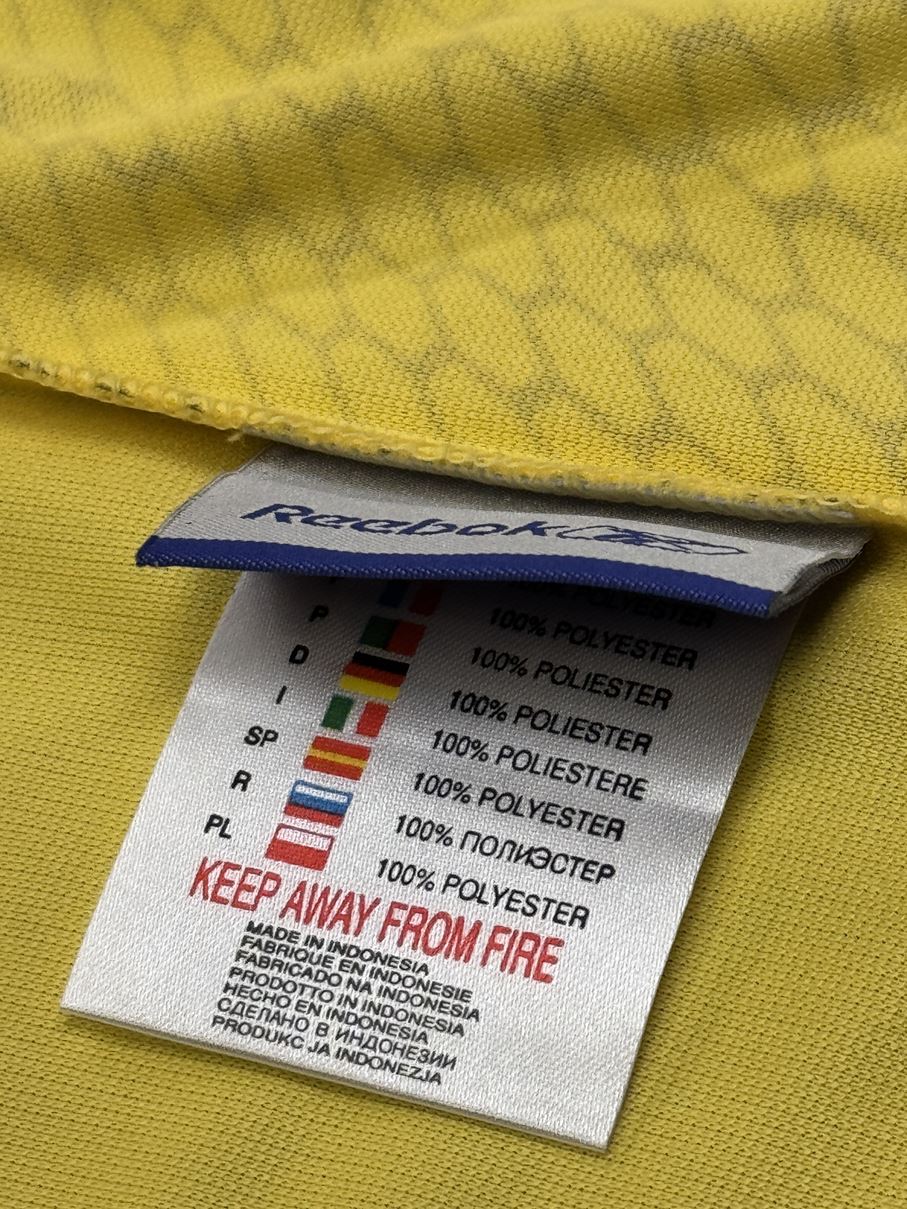 Reebok
100% POLYESTER
P 100% POLYESTER
D 100% POLIESTER
I 100% POLIESTER
SP 100% POLIESTERE
R 100% POLYESTER
PL 100% ПОЛИЭСТЕР
100% POLYESTER
KEEP AWAY FROM FIRE
MADE IN INDONESIA
FABRIQUE EN INDONESIE
FABRICADO NA INDONESIA
PRODOTTO IN INDONESIA
HECHO EN INDONESIA
СДЕЛАНО В ИНДОНЕЗИИ
PRODUKC JA INDONEZJA